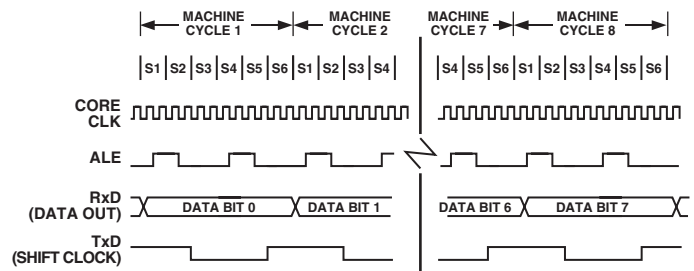 MACHINE CYCLE 1
MACHINE CYCLE 2
MACHINE CYCLE 7
MACHINE CYCLE 8
S1 S2 S3 S4 S5 S6 S1 S2 S3 S4
S4 S5 S6 S1 S2 S3 S4 S5 S6
CORE CLK
ALE
RxD (DATA OUT)
DATA BIT 0
DATA BIT 1
DATA BIT 6
DATA BIT 7
TxD (SHIFT CLOCK)